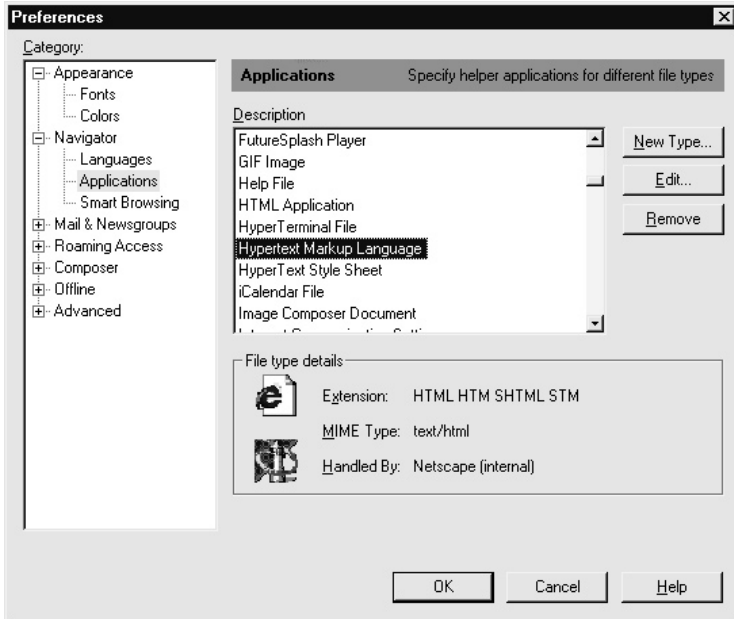 Preferences
Category:
Appearance
Fonts
Colors
Navigator
Languages
Applications
Smart Browsing
Mail & Newsgroups
Roaming Access
Composer
Offline
Advanced
Applications Specify helper applications for different file types
Description
FutureSplash Player
GIF Image
Help File
HTML Application
HyperTerminal File
Hypertext Markup Language
HyperText Style Sheet
iCalendar File
Image Composer Document
New Type...
Edit...
Remove
File type details
Extension: HTML HTM SHTML STM
MIME Type: text/html
Handled By: Netscape (internal)
OK Cancel Help